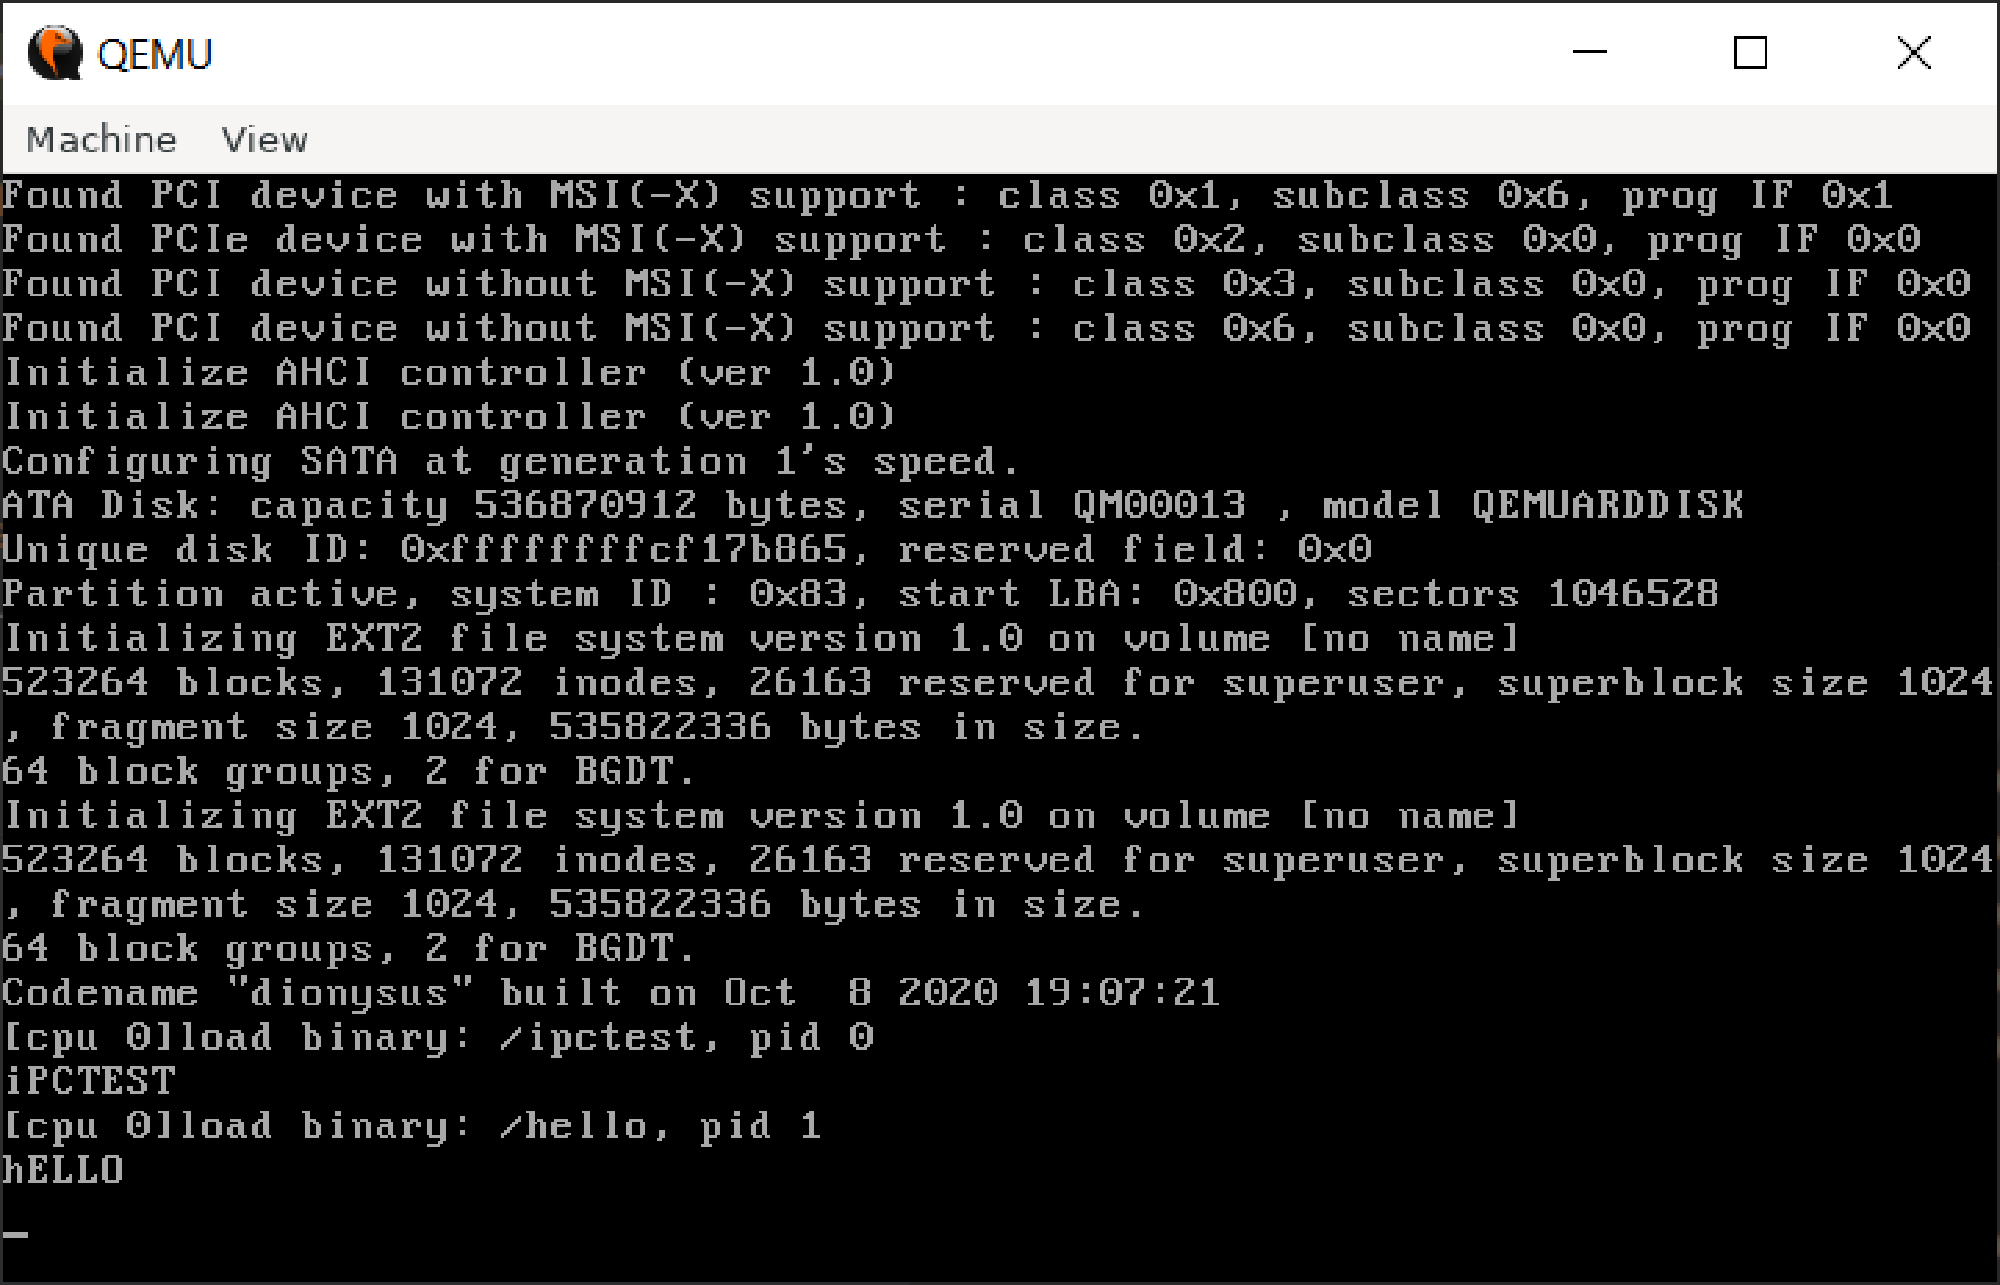 QEMU
Machine View
Found PCI device with MSI(-X) support : class 0x1, subclass 0x6, prog IF 0x1
Found PCIe device with MSI(-X) support : class 0x2, subclass 0x0, prog IF 0x0
Found PCI device without MSI(-X) support : class 0x3, subclass 0x0, prog IF 0x0
Found PCI device without MSI(-X) support : class 0x6, subclass 0x0, prog IF 0x0
Initialize AHCI controller (ver 1.0)
Initialize AHCI controller (ver 1.0)
Configuring SATA at generation 1's speed.
ATA Disk: capacity 536870912 bytes, serial QM00013 , model QEMUARDDISK
Unique disk ID: 0xffffffffcf17b865, reserved field: 0x0
Partition active, system ID : 0x83, start LBA: 0x800, sectors 1046528
Initializing EXT2 file system version 1.0 on volume [no name]
523264 blocks, 131072 inodes, 26163 reserved for superuser, superblock size 1024
, fragment size 1024, 535822336 bytes in size.
64 block groups, 2 for BGDT.
Initializing EXT2 file system version 1.0 on volume [no name]
523264 blocks, 131072 inodes, 26163 reserved for superuser, superblock size 1024
, fragment size 1024, 535822336 bytes in size.
64 block groups, 2 for BGDT.
Codename "dionysus" built on Oct  8 2020 19:07:21
[cpu 0]load binary: /ipctest, pid 0
iPCTEST
[cpu 0]load binary: /hello, pid 1
hELLO
_